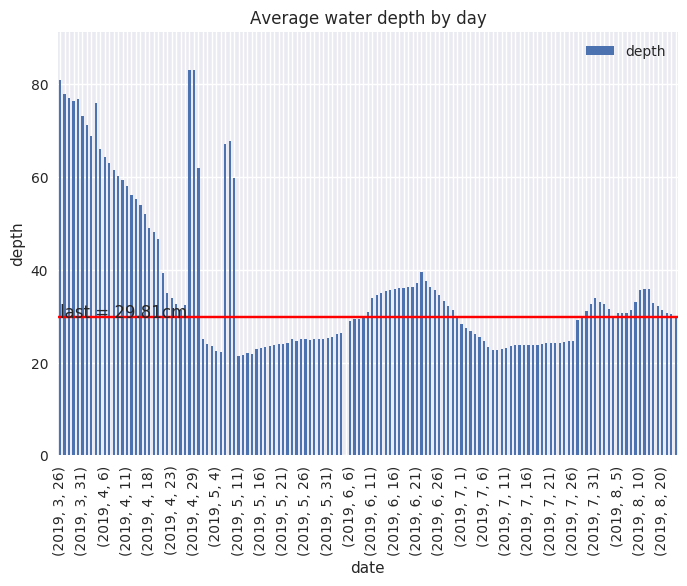 Average water depth by day
depth
80
60
40
20
0
depth
last = 29.81cm
(2019, 3, 26)
(2019, 3, 31)
(2019, 4, 6)
(2019, 4, 11)
(2019, 4, 18)
(2019, 4, 23)
(2019, 4, 29)
(2019, 5, 4)
(2019, 5, 11)
(2019, 5, 16)
(2019, 5, 21)
(2019, 5, 26)
(2019, 5, 31)
(2019, 6, 6)
(2019, 6, 11)
(2019, 6, 16)
(2019, 6, 21)
(2019, 6, 26)
(2019, 7, 1)
(2019, 7, 6)
(2019, 7, 11)
(2019, 7, 16)
(2019, 7, 21)
(2019, 7, 26)
(2019, 7, 31)
(2019, 8, 5)
(2019, 8, 10)
(2019, 8, 20)
date